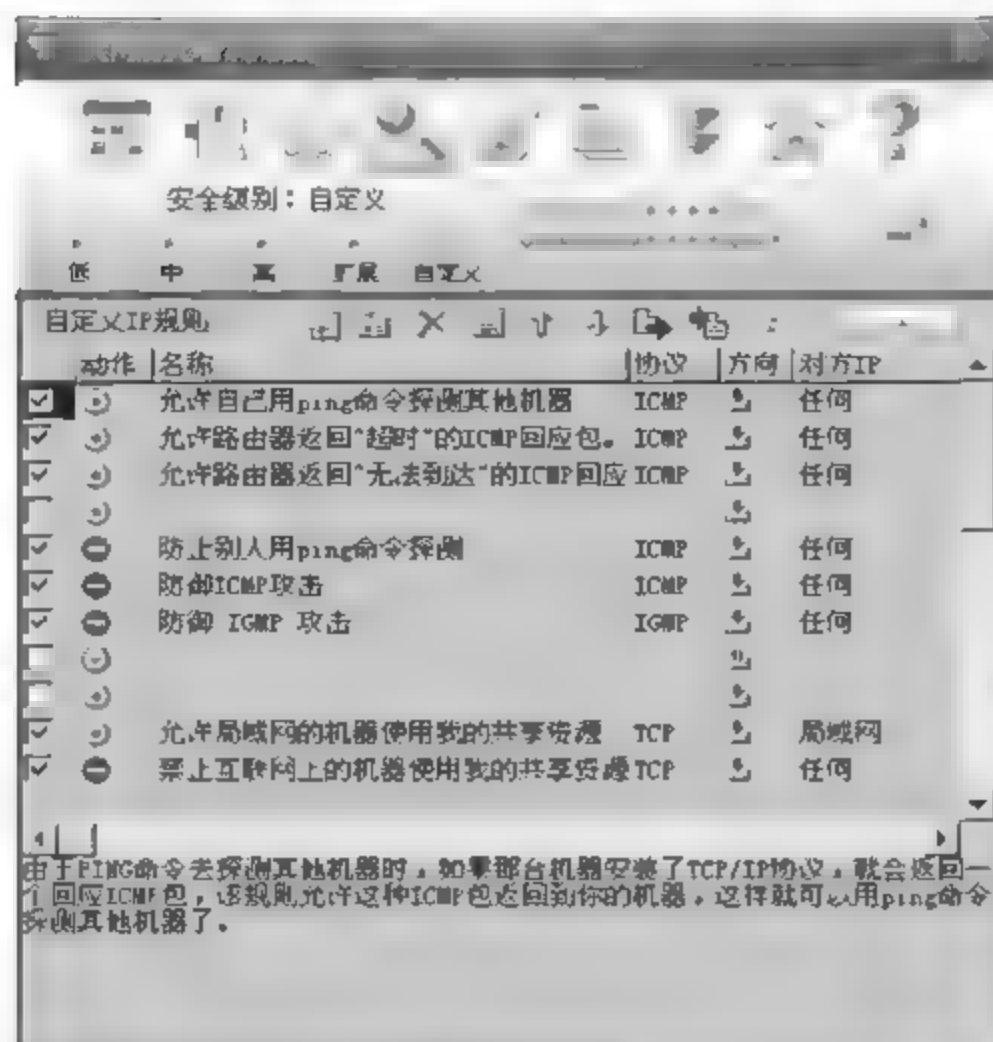 安全级别：自定义
低 中 高 扩展 自定义
自定义IP规则
动作 名称 协议 方向 对方IP
允许自己用ping命令探测其他机器 ICMP 任何
允许路由器返回"超时"的ICMP回应包。 ICMP 任何
允许路由器返回"无法到达"的ICMP回应 ICMP 任何
防止别人用ping命令探测 ICMP 任何
防御ICMP攻击 ICMP 任何
防御 IGMP 攻击 IGMP 任何
允许局域网的机器使用我的共享资源 TCP 局域网
禁止互联网上的机器使用我的共享资源 TCP 任何
由于PING命令去探测其他机器时，如果那台机器安装了TCP/IP协议，就会返回一
个回应ICMP包，该规则允许这种ICMP包返回到你的机器，这样就可以用ping命令
探测其他机器了。